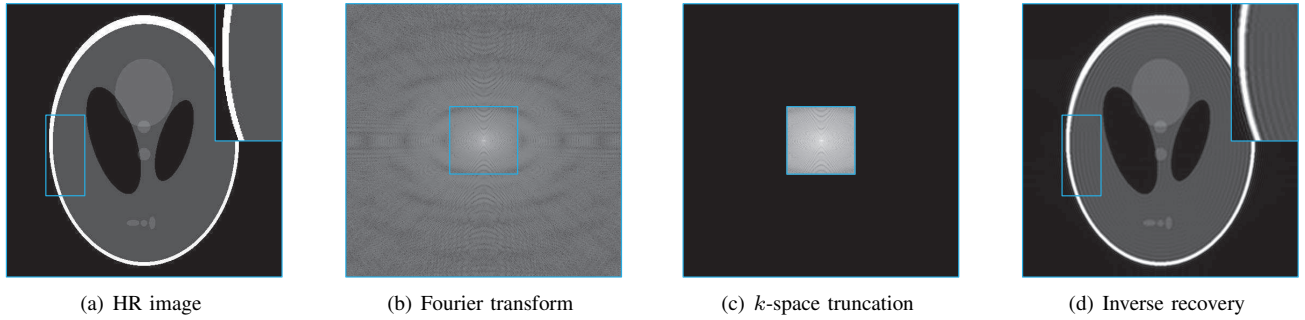 (a) HR image
(b) Fourier transform
(c) k-space truncation
(d) Inverse recovery